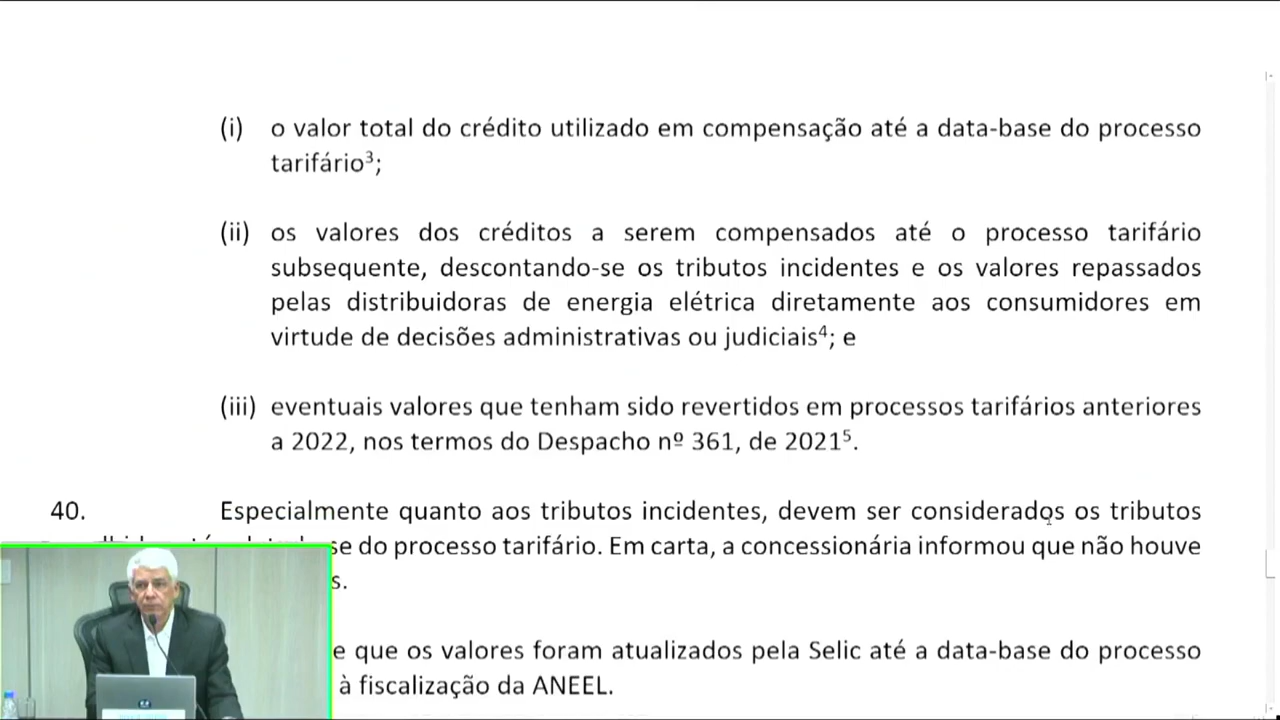 (i) o valor total do crédito utilizado em compensação até a data-base do processo
tarifário³;
(ii) os valores dos créditos a serem compensados até o processo tarifário
subsequente, descontando-se os tributos incidentes e os valores repassados
pelas distribuidoras de energia elétrica diretamente aos consumidores em
virtude de decisões administrativas ou judiciais⁴; e
(iii) eventuais valores que tenham sido revertidos em processos tarifários anteriores
a 2022, nos termos do Despacho nº 361, de 2021⁵.
40. Especialmente quanto aos tributos incidentes, devem ser considerados os tributos
se do processo tarifário. Em carta, a concessionária informou que não houve
s.
e que os valores foram atualizados pela Selic até a data-base do processo
à fiscalização da ANEEL.